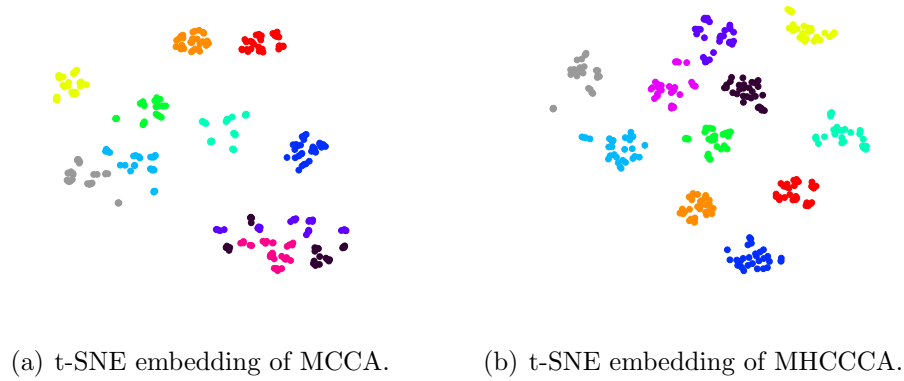 (a) t-SNE embedding of MCCA.
(b) t-SNE embedding of MHCCCA.